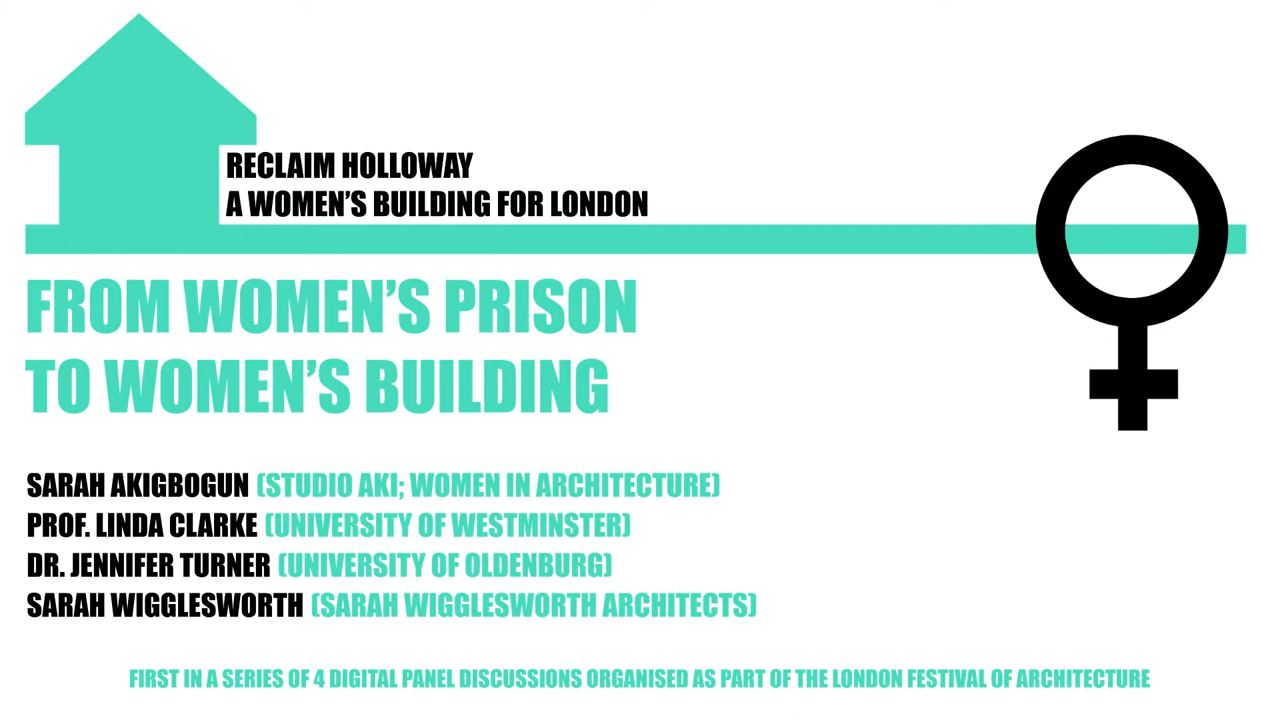 RECLAIM HOLLOWAY
A WOMEN'S BUILDING FOR LONDON
FROM WOMEN'S PRISON
TO WOMEN'S BUILDING
SARAH AKIGBOGUN (STUDIO AKI; WOMEN IN ARCHITECTURE)
PROF. LINDA CLARKE (UNIVERSITY OF WESTMINSTER)
DR. JENNIFER TURNER (UNIVERSITY OF OLDENBURG)
SARAH WIGGLESWORTH (SARAH WIGGLESWORTH ARCHITECTS)
FIRST IN A SERIES OF 4 DIGITAL PANEL DISCUSSIONS ORGANISED AS PART OF THE LONDON FESTIVAL OF ARCHITECTURE